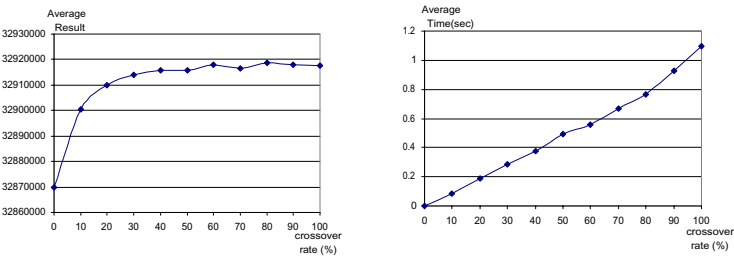 Average
Result
32930000
32920000
32910000
32900000
32890000
32880000
32870000
32860000
0 10 20 30 40 50 60 70 80 90 100
crossover
rate (%)
Average
Time(sec)
1.2
1
0.8
0.6
0.4
0.2
0
0 10 20 30 40 50 60 70 80 90 100
crossover
rate (%)